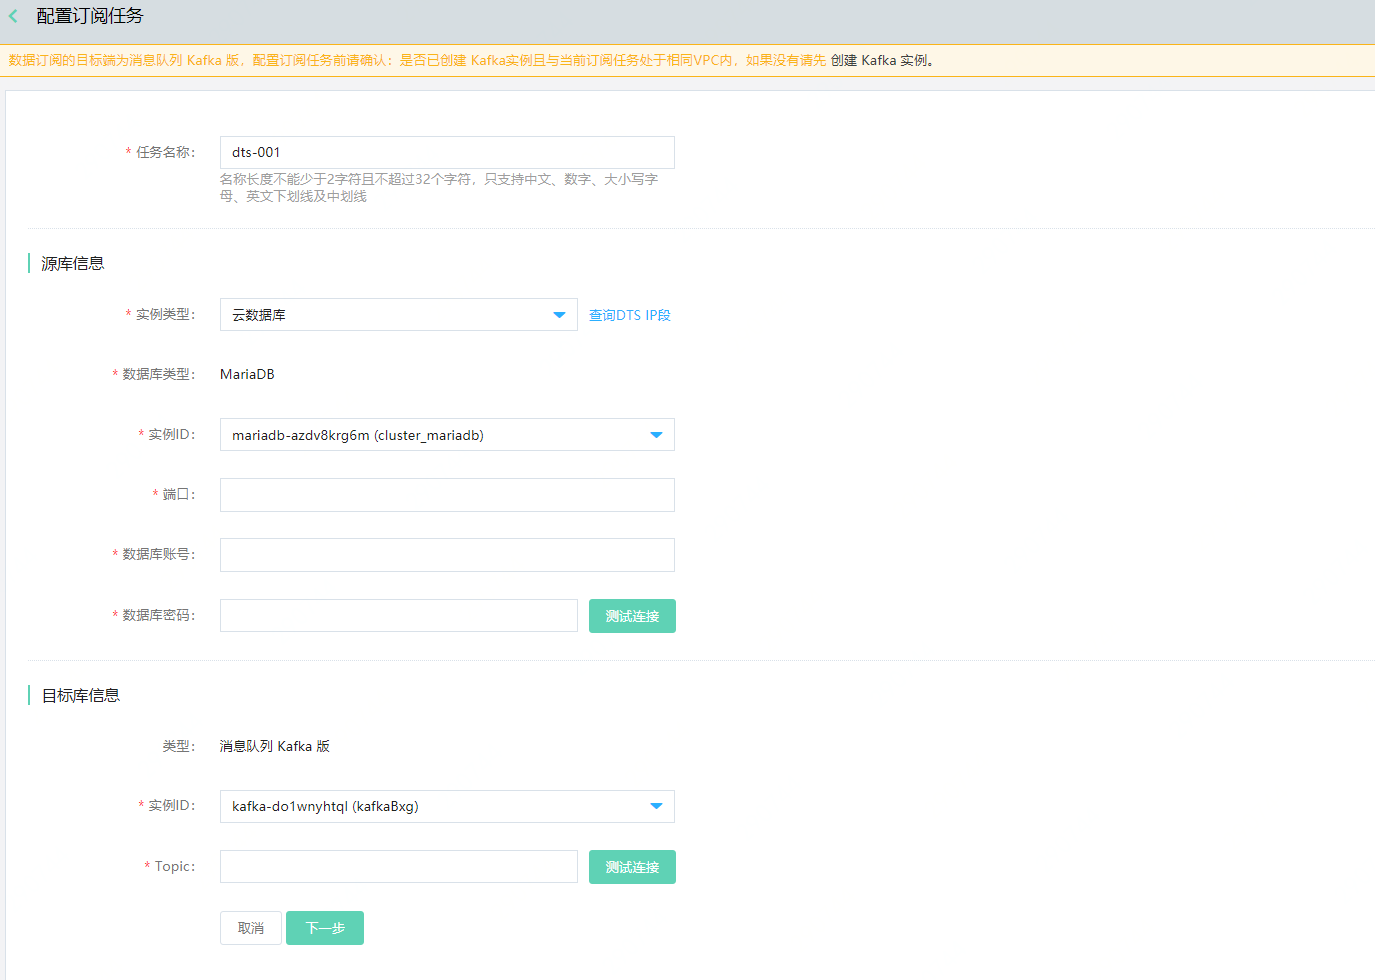 配置订阅任务
数据订阅的目标端为消息队列 Kafka 版，配置订阅任务前请确认：是否已创建 Kafka实例且与当前订阅任务处于相同VPC内，如果没有请先 创建 Kafka 实例。
* 任务名称： dts-001
名称长度不能少于2字符且不超过32个字符，只支持中文、数字、大小写字
母、英文下划线及中划线
源库信息
* 实例类型： 云数据库 查询DTS IP段
* 数据库类型： MariaDB
* 实例ID： mariadb-azdv8krg6m (cluster_mariadb)
* 端口：
* 数据库账号：
* 数据库密码： 测试连接
目标库信息
类型： 消息队列 Kafka 版
* 实例ID： kafka-do1wnyhtql (kafkaBxg)
* Topic： 测试连接
取消 下一步